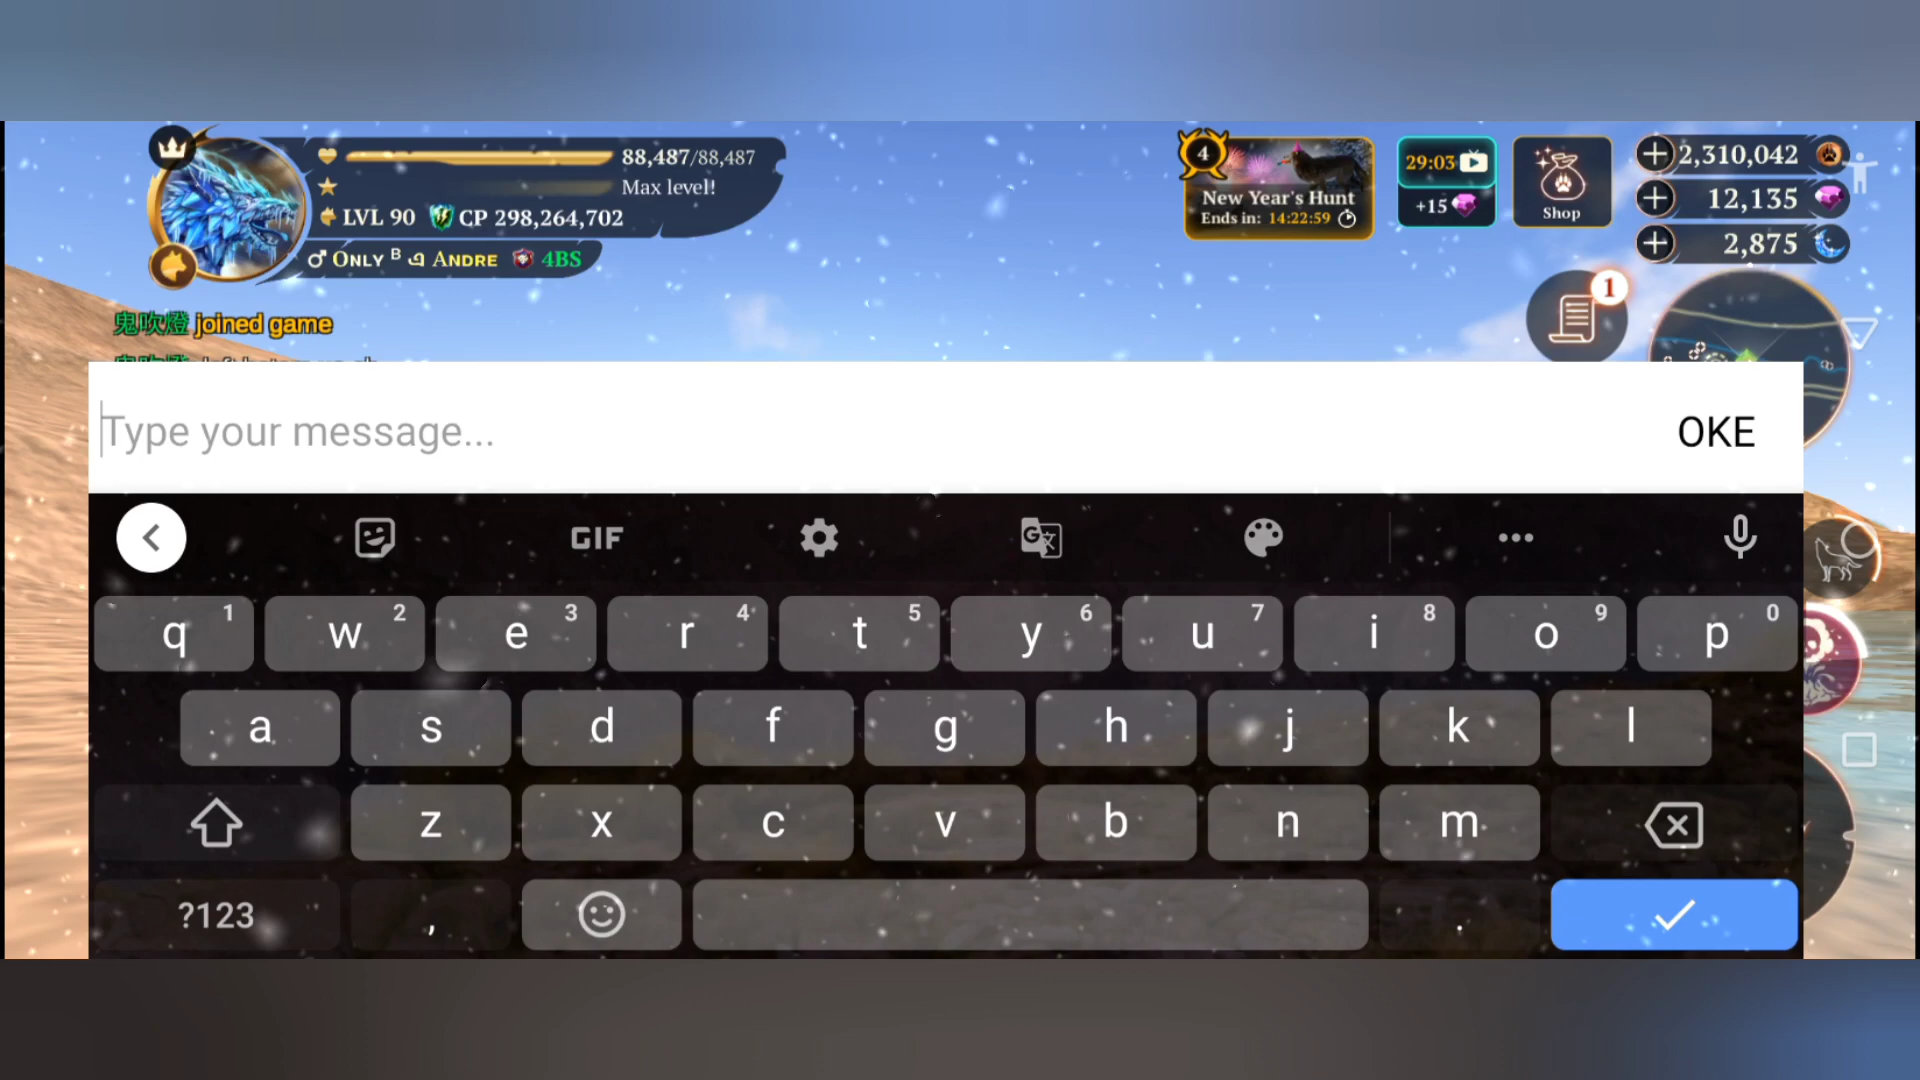 88,487/88,487
Max level!
LVL 90 CP 298,264,702
♂ ONLY ᴮ ATTACHED ANDRE 4BS
4
New Year's Hunt
Ends in: 14:22:59
29:03
+15
Shop
2,310,042
12,135
2,875
1
鬼吹燈 joined game
Type your message...
OKE
GIF
q 1 w 2 e 3 r 4 t 5 y 6 u 7 i 8 o 9 p 0
a s d f g h j k l
z x c v b n m
?123 , .